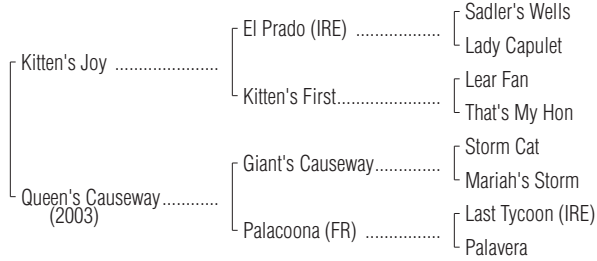 Sadler's Wells
El Prado (IRE) ..................
Lady Capulet
Kitten's Joy ......................
Lear Fan
Kitten's First......................
That's My Hon
Storm Cat
Giant's Causeway..............
Mariah's Storm
Queen's Causeway............
(2003)
Last Tycoon (IRE)
Palacoona (FR) ................
Palavera